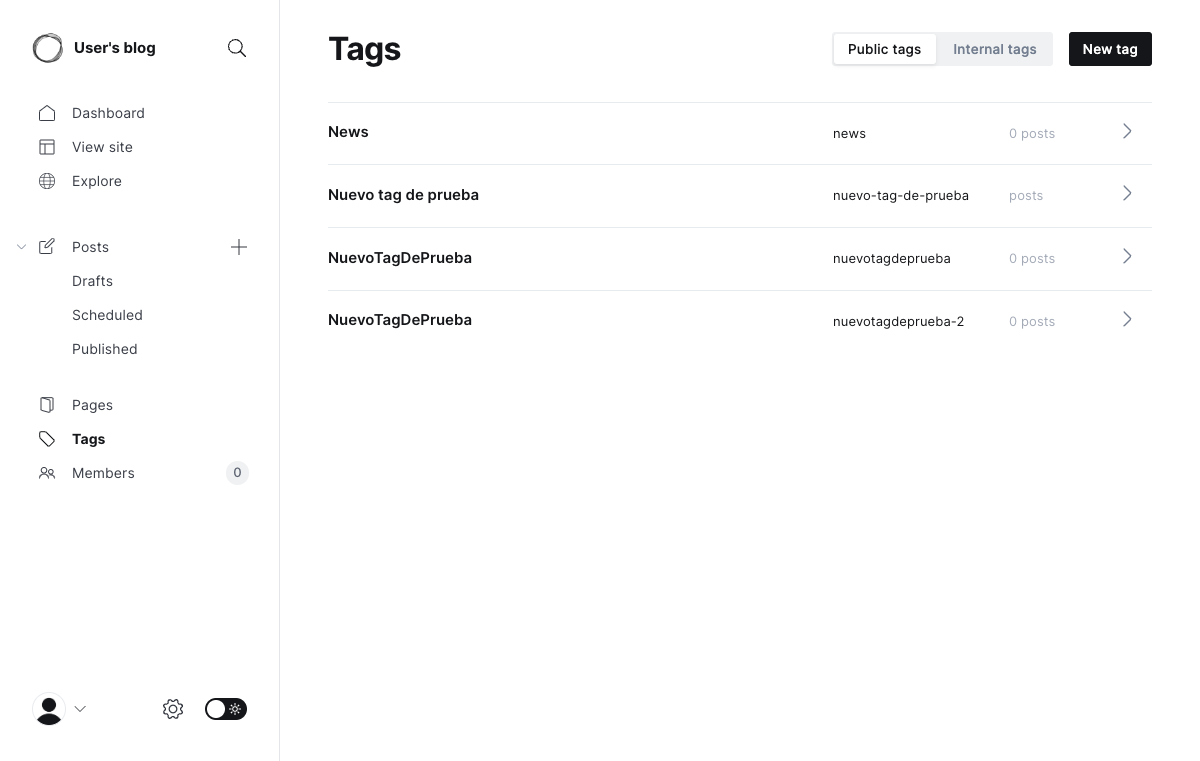 User's blog
Dashboard
View site
Explore
Posts
Drafts
Scheduled
Published
Pages
Tags
Members 0
Tags
Public tags Internal tags New tag
News news 0 posts
Nuevo tag de prueba nuevo-tag-de-prueba posts
NuevoTagDePrueba nuevotagdeprueba 0 posts
NuevoTagDePrueba nuevotagdeprueba-2 0 posts